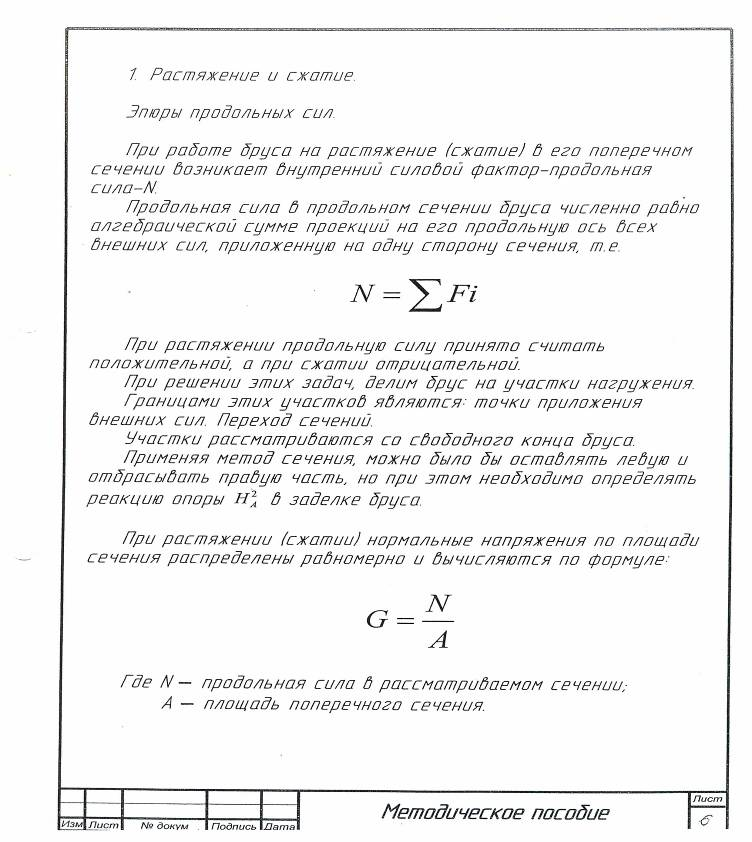 1. Растяжение и сжатие.
Эпюры продольных сил.
При работе бруса на растяжение (сжатие) в его поперечном
сечении возникает внутренний силовой фактор-продольная
сила-N.
Продольная сила в продольном сечении бруса численно равно
алгебраической сумме проекций на его продольную ось всех
внешних сил, приложенную на одну сторону сечения, т.е.
N = ∑ Fi
При растяжении продольную силу принято считать
положительной, а при сжатии отрицательной.
При решении этих задач, делим брус на участки нагружения.
Границами этих участков являются: точки приложения
внешних сил. Переход сечений.
Участки рассматриваются со свободного конца бруса.
Применяя метод сечения, можно было бы оставлять левую и
отбрасывать правую часть, но при этом необходимо определять
реакцию опоры H²_A в заделке бруса.
При растяжении (сжатии) нормальные напряжения по площади
сечения распределены равномерно и вычисляются по формуле:
G = N/A
Где N — продольная сила в рассматриваемом сечении;
A — площадь поперечного сечения.
Методическое пособие
Лист
6
Изм Лист № докум Подпись Дата